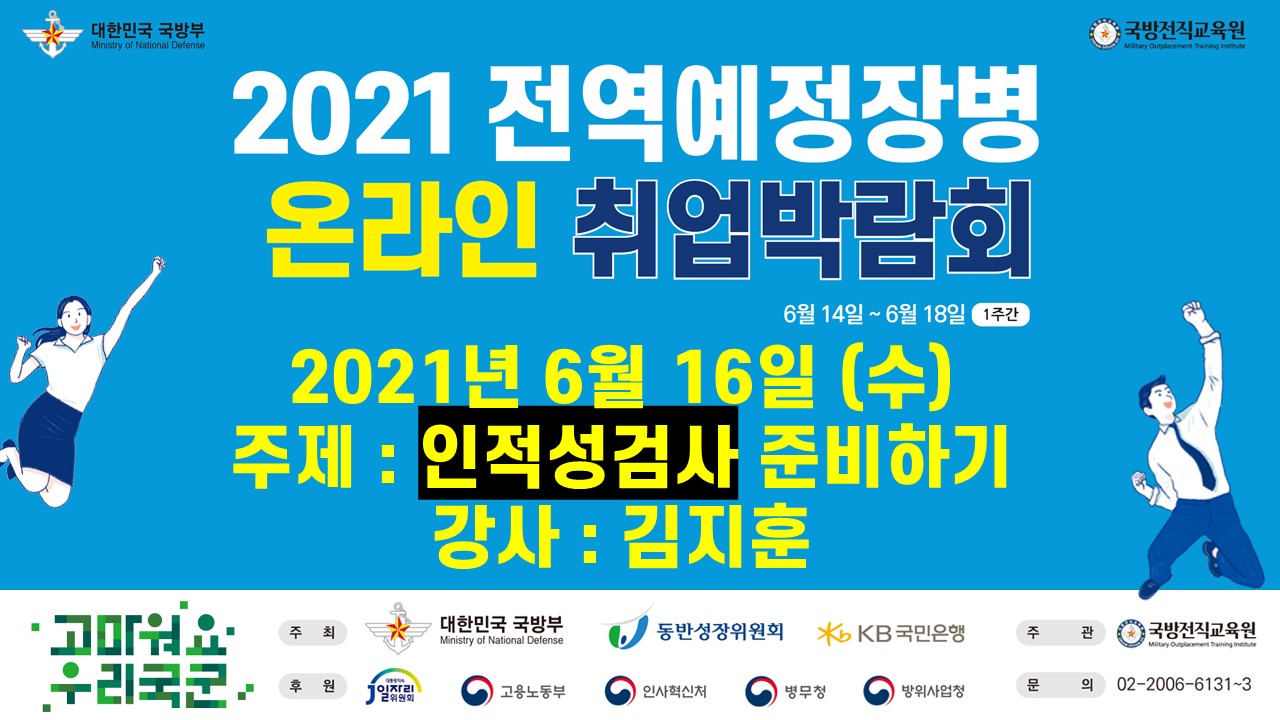 대한민국 국방부
Ministry of National Defense
국방전직교육원
Military Outplacement Training Institute
2021 전역예정장병
온라인 취업박람회
6월 14일 ~ 6월 18일 1주간
2021년 6월 16일 (수)
주제 : 인적성검사 준비하기
강사 : 김지훈
고마워요
우리국군
주 최
대한민국 국방부
Ministry of National Defense
동반성장위원회
KB국민은행
주 관
국방전직교육원
Military Outplacement Training Institute
후 원
대통령직속
일자리
위원회
고용노동부
인사혁신처
병무청
방위사업청
문 의
02-2006-6131~3